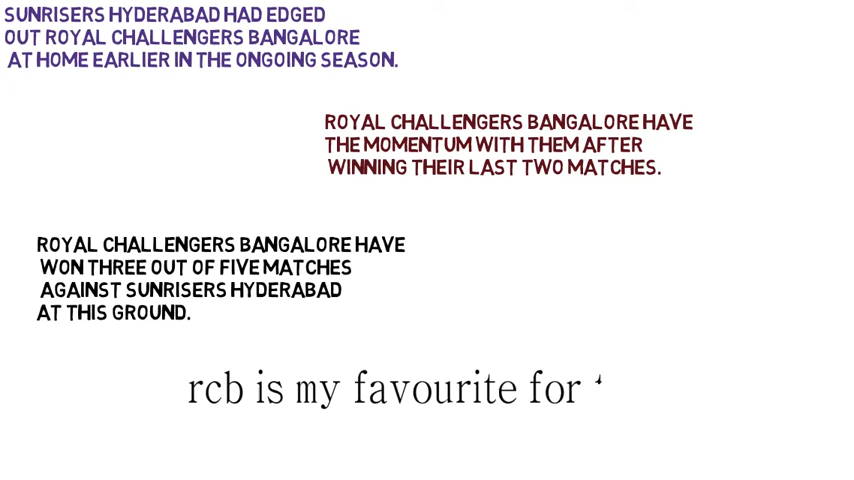 SUNRISERS HYDERABAD HAD EDGED
OUT ROYAL CHALLENGERS BANGALORE
AT HOME EARLIER IN THE ONGOING SEASON.
ROYAL CHALLENGERS BANGALORE HAVE
THE MOMENTUM WITH THEM AFTER
WINNING THEIR LAST TWO MATCHES.
ROYAL CHALLENGERS BANGALORE HAVE
WON THREE OUT OF FIVE MATCHES
AGAINST SUNRISERS HYDERABAD
AT THIS GROUND.
rcb is my favourite for